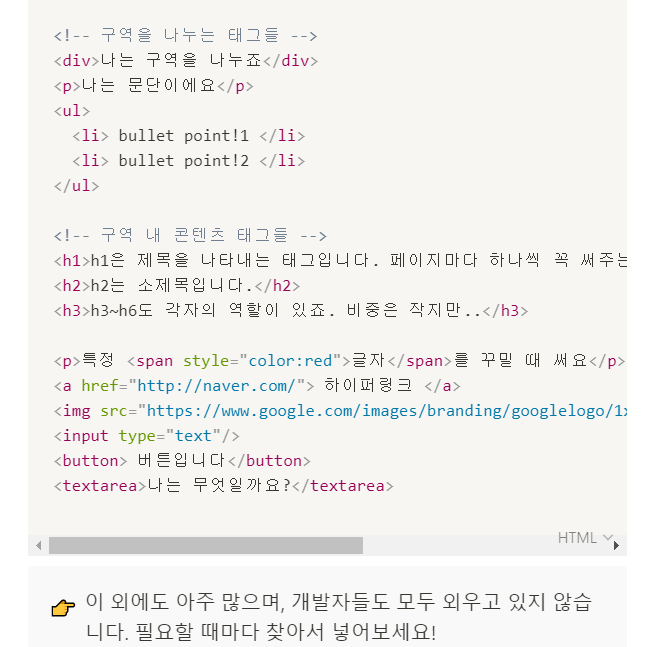 <!-- 구역을 나누는 태그들 -->
<div>나는 구역을 나누죠</div>
<p>나는 문단이에요</p>
<ul>
  <li> bullet point!1 </li>
  <li> bullet point!2 </li>
</ul>
<!-- 구역 내 콘텐츠 태그들 -->
<h1>h1은 제목을 나타내는 태그입니다. 페이지마다 하나씩 꼭 써주는
<h2>h2는 소제목입니다.</h2>
<h3>h3~h6도 각자의 역할이 있죠. 비중은 작지만..</h3>
<p>특정 <span style="color:red">글자</span>를 꾸밀 때 써요</p>
<a href="http://naver.com/"> 하이퍼링크 </a>
<img src="https://www.google.com/images/branding/googlelogo/1x
<input type="text"/>
<button> 버튼입니다</button>
<textarea>나는 무엇일까요?</textarea>
HTML
이 외에도 아주 많으며, 개발자들도 모두 외우고 있지 않습
니다. 필요할 때마다 찾아서 넣어보세요!